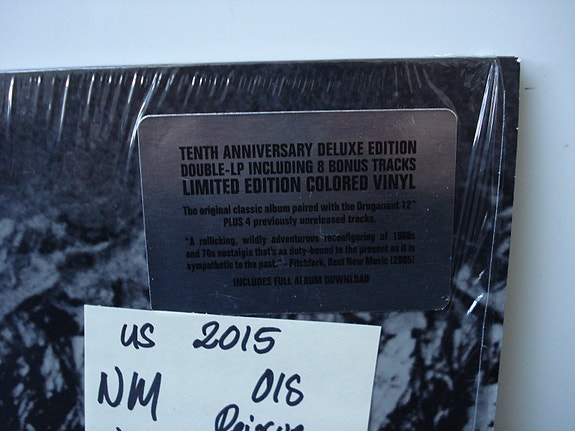 TENTH ANNIVERSARY DELUXE EDITION
DOUBLE-LP INCLUDING 8 BONUS TRACKS
LIMITED EDITION COLORED VINYL
The original classic album paired with the Druganaut 12"
PLUS 4 previously unreleased tracks.
"A rollicking, wildly adventurous reconfiguring of 1960s
and 70s nostalgia that's as duty-bound to the present as it is
sympathetic to the past." - Pitchfork, Best New Music (2005)
INCLUDES FULL ALBUM DOWNLOAD
US 2015
NM OIS